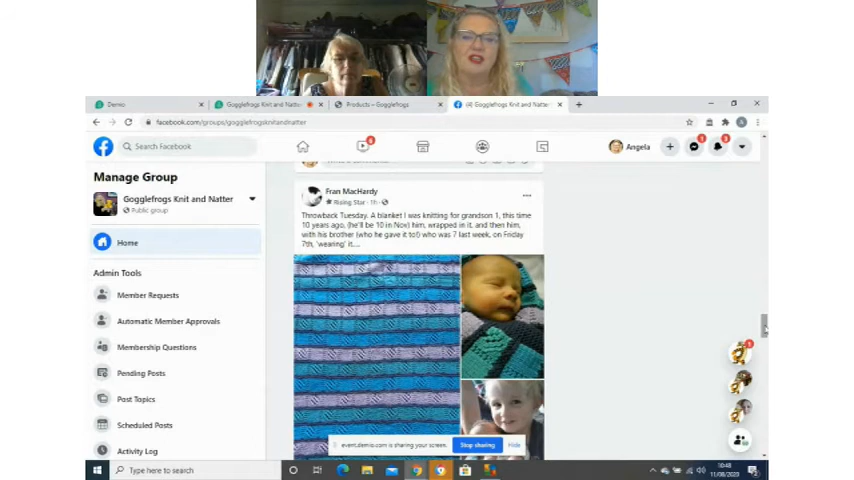 Demio
Gogglefrogs Knit and Natter
Products – Gogglefrogs
(4) Gogglefrogs Knit and Natter
facebook.com/groups/gogglefrogsknitandnatter
Search Facebook
6
Angela
1
3
Manage Group
Gogglefrogs Knit and Natter
Public group
Home
Admin Tools
Member Requests
Automatic Member Approvals
Membership Questions
Pending Posts
Post Topics
Scheduled Posts
Activity Log
Fran MacHardy
Rising Star · 1h ·
Throwback Tuesday. A blanket I was knitting for grandson 1, this time
10 years ago, (he'll be 10 in Nov) him, wrapped in it, and then him,
with his brother (who he gave it to!) who was 7 last week, on Friday
7th, 'wearing' it....
1
event.demio.com is sharing your screen.
Stop sharing
Hide
Type here to search
10:48
11/08/2020